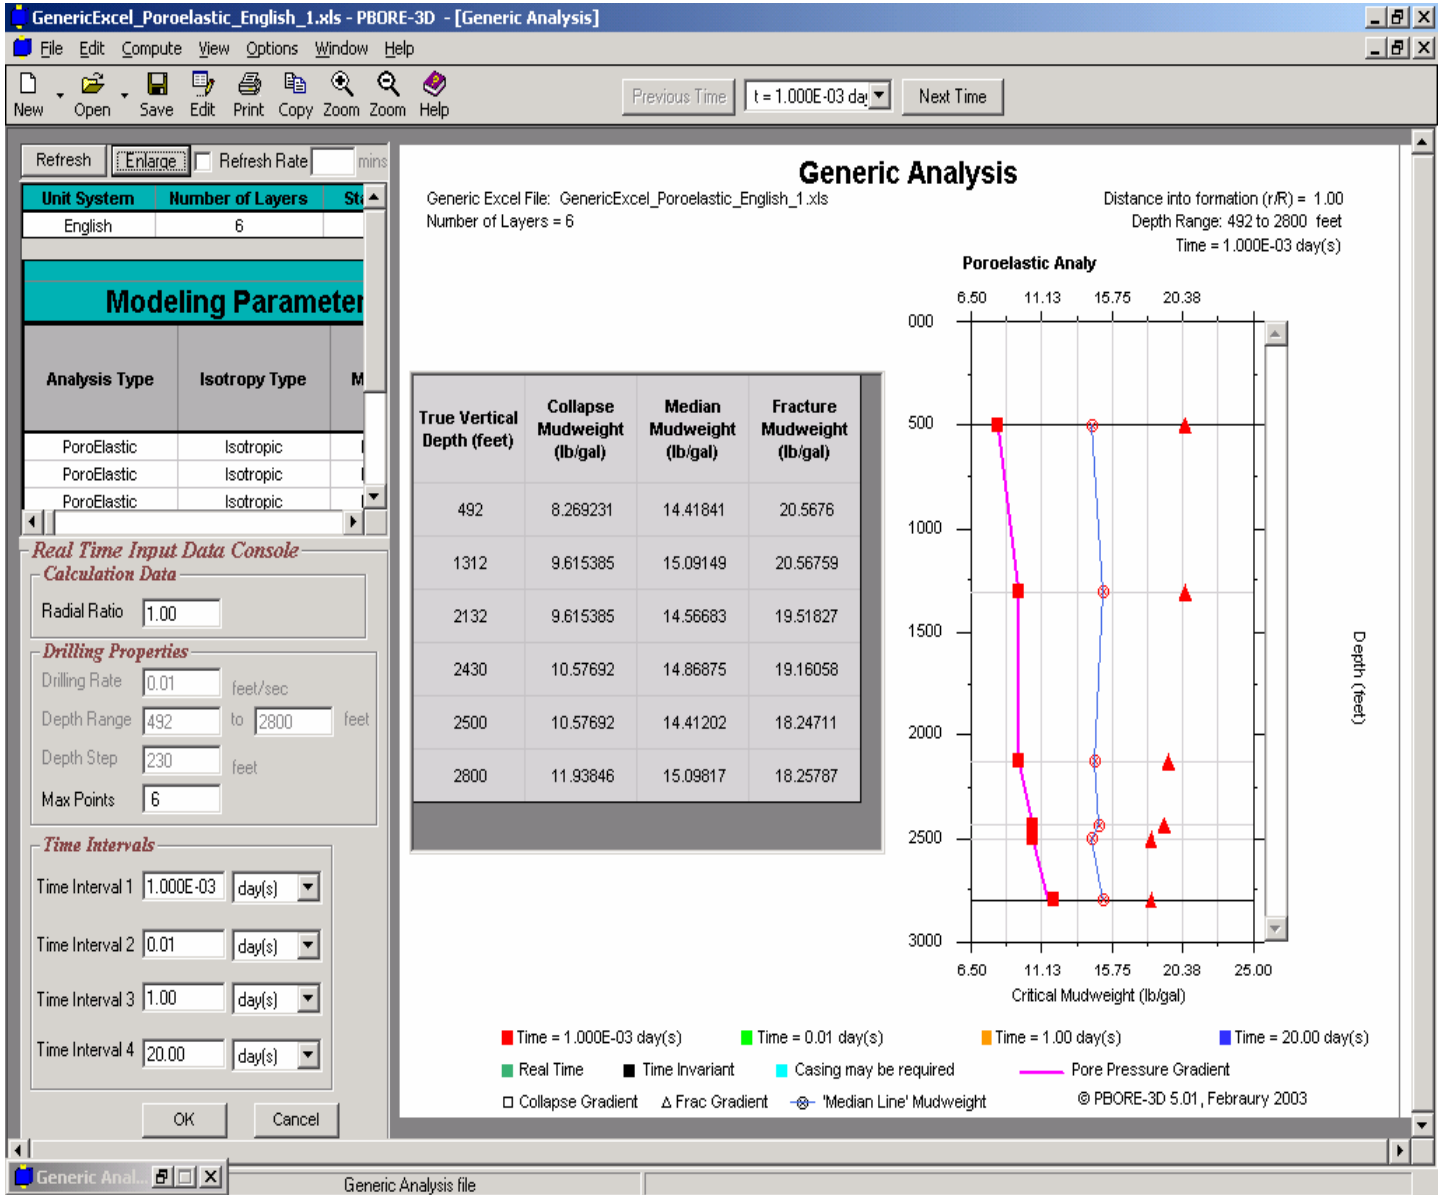 GenericExcel_Poroelastic_English_1.xls - PBORE-3D - [Generic Analysis]
File Edit Compute View Options Window Help
New Open Save Edit Print Copy Zoom Zoom Help
Previous Time t = 1.000E-03 day Next Time
Refresh Enlarge Refresh Rate mins
Unit System Number of Layers Sta
English 6
Modeling Parameter
Analysis Type Isotropy Type M
PoroElastic Isotropic
PoroElastic Isotropic
PoroElastic Isotropic
Real Time Input Data Console
Calculation Data
Radial Ratio 1.00
Drilling Properties
Drilling Rate 0.01 feet/sec
Depth Range 492 to 2800 feet
Depth Step 230 feet
Max Points 6
Time Intervals
Time Interval 1 1.000E-03 day(s)
Time Interval 2 0.01 day(s)
Time Interval 3 1.00 day(s)
Time Interval 4 20.00 day(s)
OK Cancel
Generic Analysis
Generic Excel File: GenericExcel_Poroelastic_English_1.xls
Number of Layers = 6
Distance into formation (r/R) = 1.00
Depth Range: 492 to 2800 feet
Time = 1.000E-03 day(s)
True Vertical Depth (feet) Collapse Mudweight (lb/gal) Median Mudweight (lb/gal) Fracture Mudweight (lb/gal)
492 8.269231 14.41841 20.5676
1312 9.615385 15.09149 20.56759
2132 9.615385 14.56683 19.51827
2430 10.57692 14.86875 19.16058
2500 10.57692 14.41202 18.24711
2800 11.93846 15.09817 18.25787
Poroelastic Analy
6.50 11.13 15.75 20.38
000
500
1000
1500
2000
2500
3000
Depth (feet)
6.50 11.13 15.75 20.38 25.00
Critical Mudweight (lb/gal)
Time = 1.000E-03 day(s) Time = 0.01 day(s) Time = 1.00 day(s) Time = 20.00 day(s)
Real Time Time Invariant Casing may be required Pore Pressure Gradient
Collapse Gradient Frac Gradient 'Median Line' Mudweight © PBORE-3D 5.01, Febraury 2003
Generic Anal...
Generic Analysis file